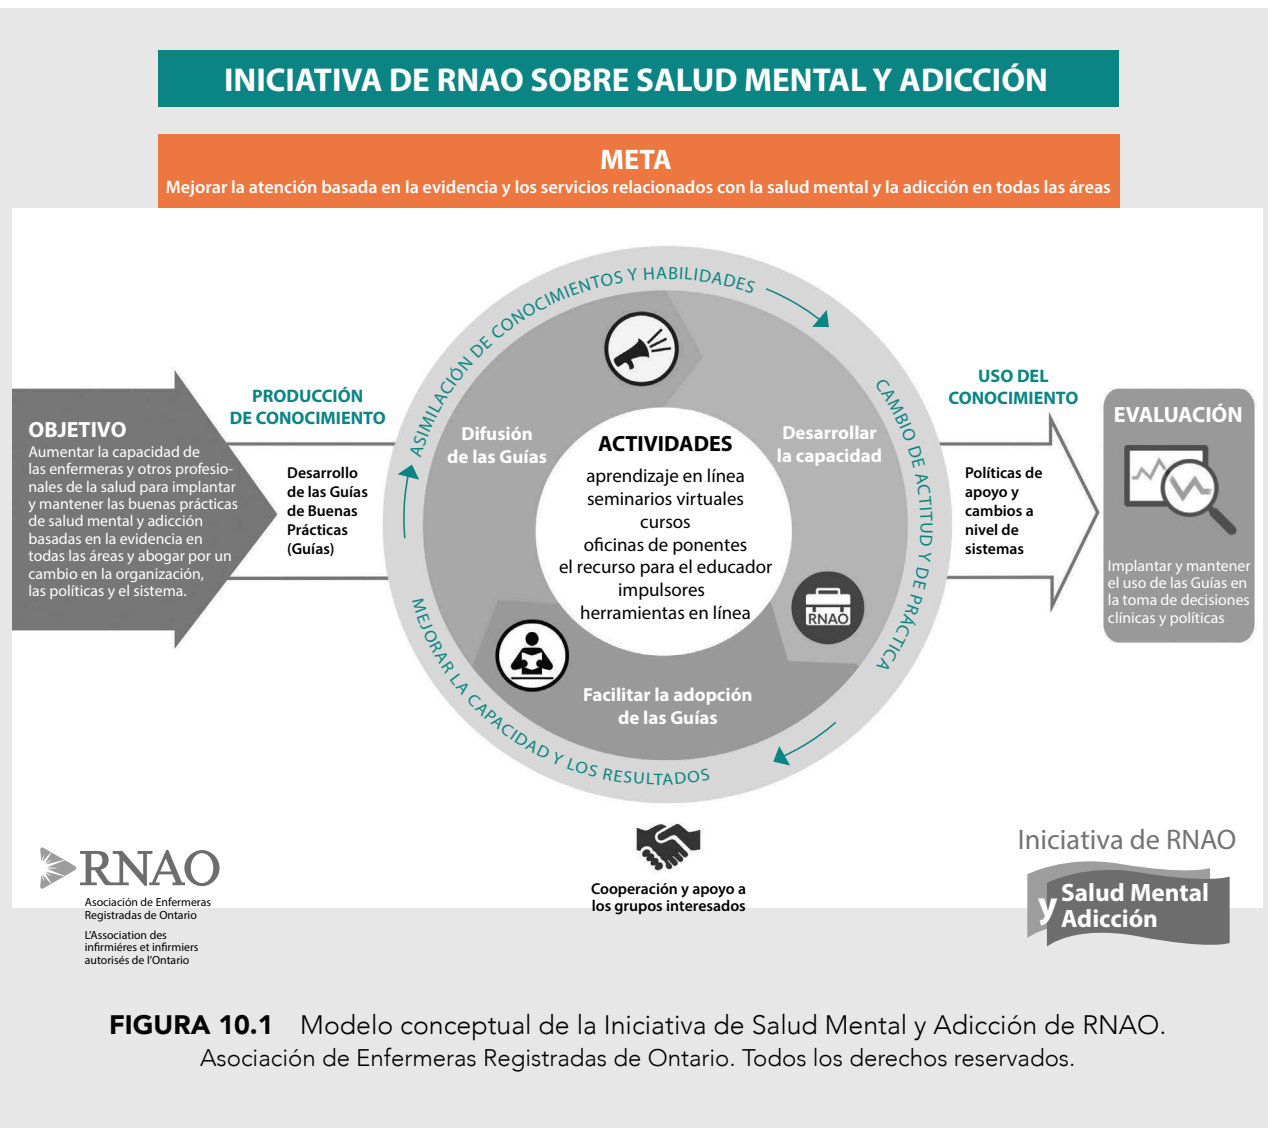 INICIATIVA DE RNAO SOBRE SALUD MENTAL Y ADICCIÓN
META
Mejorar la atención basada en la evidencia y los servicios relacionados con la salud mental y la adicción en todas las áreas
OBJETIVO
Aumentar la capacidad de
las enfermeras y otros profesio-
nales de la salud para implantar
y mantener las buenas prácticas
de salud mental y adicción
basadas en la evidencia en
todas las áreas y abogar por un
cambio en la organización,
las políticas y el sistema.
PRODUCCIÓN
DE CONOCIMIENTO
Desarrollo
de las Guías
de Buenas
Prácticas
(Guías)
ASIMILACIÓN DE CONOCIMIENTOS Y HABILIDADES
CAMBIO DE ACTITUD Y DE PRÁCTICA
MEJORAR LA CAPACIDAD Y LOS RESULTADOS
Difusión
de las Guías
Desarrollar
la capacidad
RNAO
Facilitar la adopción
de las Guías
ACTIVIDADES
aprendizaje en línea
seminarios virtuales
cursos
oficinas de ponentes
el recurso para el educador
impulsores
herramientas en línea
USO DEL
CONOCIMIENTO
Políticas de
apoyo y
cambios a
nivel de
sistemas
EVALUACIÓN
Implantar y mantener
el uso de las Guías en
la toma de decisiones
clínicas y políticas
Cooperación y apoyo a
los grupos interesados
RNAO
Asociación de Enfermeras
Registradas de Ontario
L'Association des
infirmiéres et infirmiers
autorisés de l'Ontario
Iniciativa de RNAO
Salud Mental
y Adicción
FIGURA 10.1 Modelo conceptual de la Iniciativa de Salud Mental y Adicción de RNAO.
Asociación de Enfermeras Registradas de Ontario. Todos los derechos reservados.